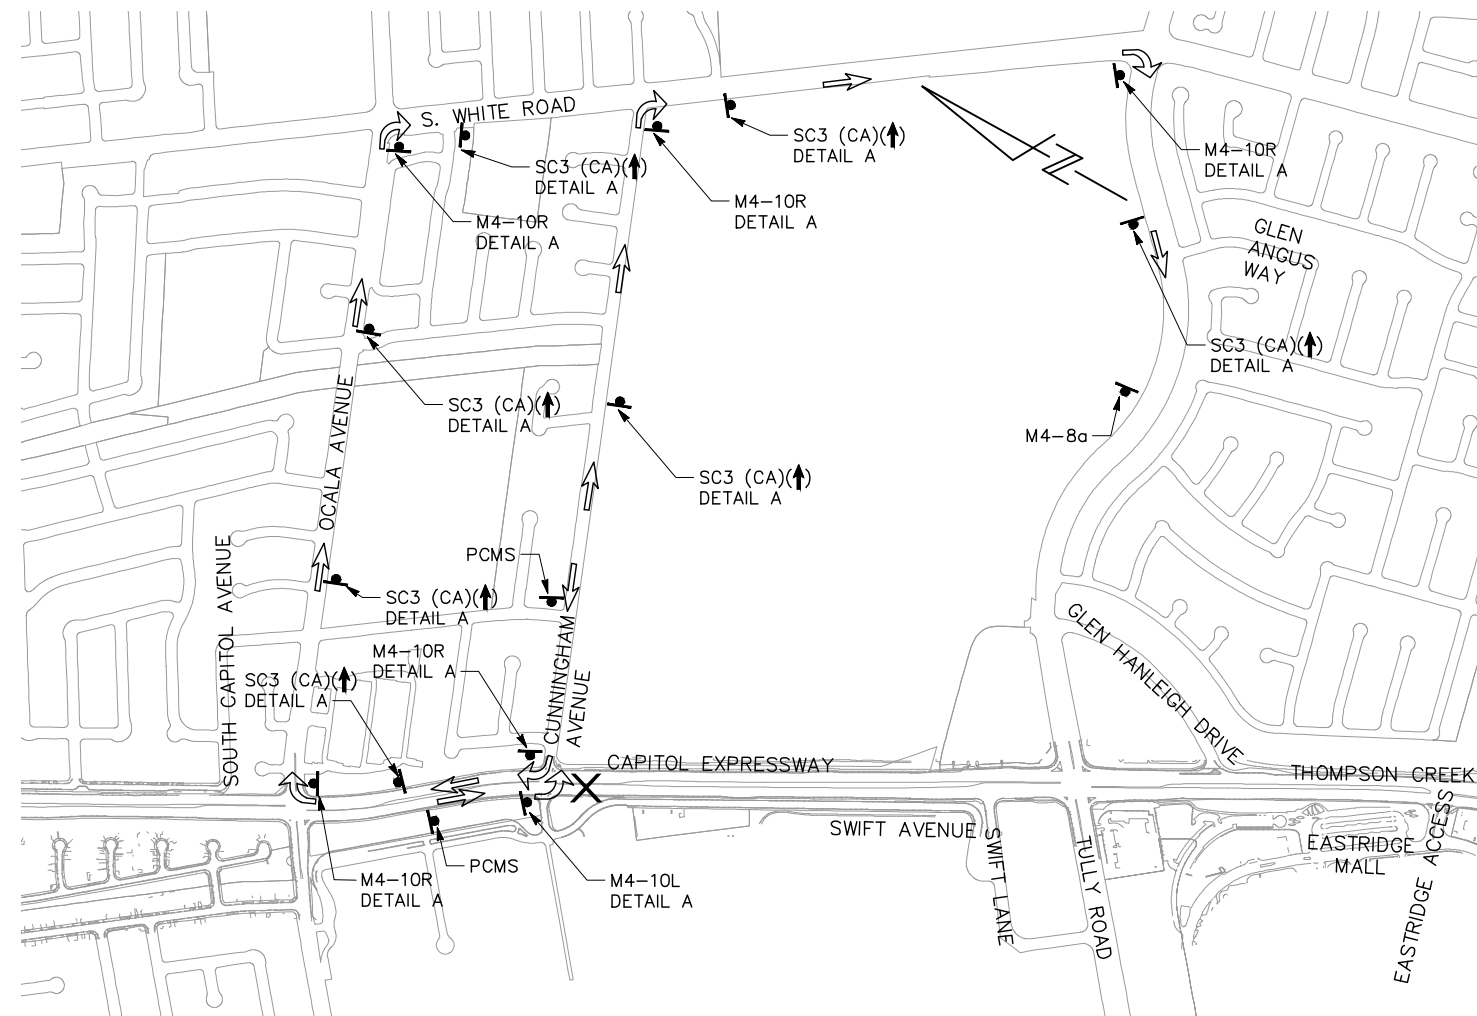 S. WHITE ROAD
SC3 (CA)(
DETAIL A
M4-10R
DETAIL A
SC3 (CA)( )
DETAIL A
M4-10R
DETAIL A
M4-10R
DETAIL A
N
GLEN
ANGUS
WAY
SC3 (CA)( )
DETAIL A
M4-8a
OCALA AVENUE
SC3 (CA)( )
DETAIL A
SC3 (CA)( )
DETAIL A
PCMS
SOUTH CAPITOL AVENUE
SC3 (CA)( )
DETAIL A
M4-10R
DETAIL A
SC3 (CA)( )
DETAIL A
CUNNINGHAM
AVENUE
GLEN HANLEIGH DRIVE
CAPITOL EXPRESSWAY
X
THOMPSON CREEK
SWIFT AVENUE
SWIFT LANE
TULLY ROAD
EASTRIDGE
MALL
EASTRIDGE ACCESS
PCMS
M4-10R
DETAIL A
M4-10L
DETAIL A